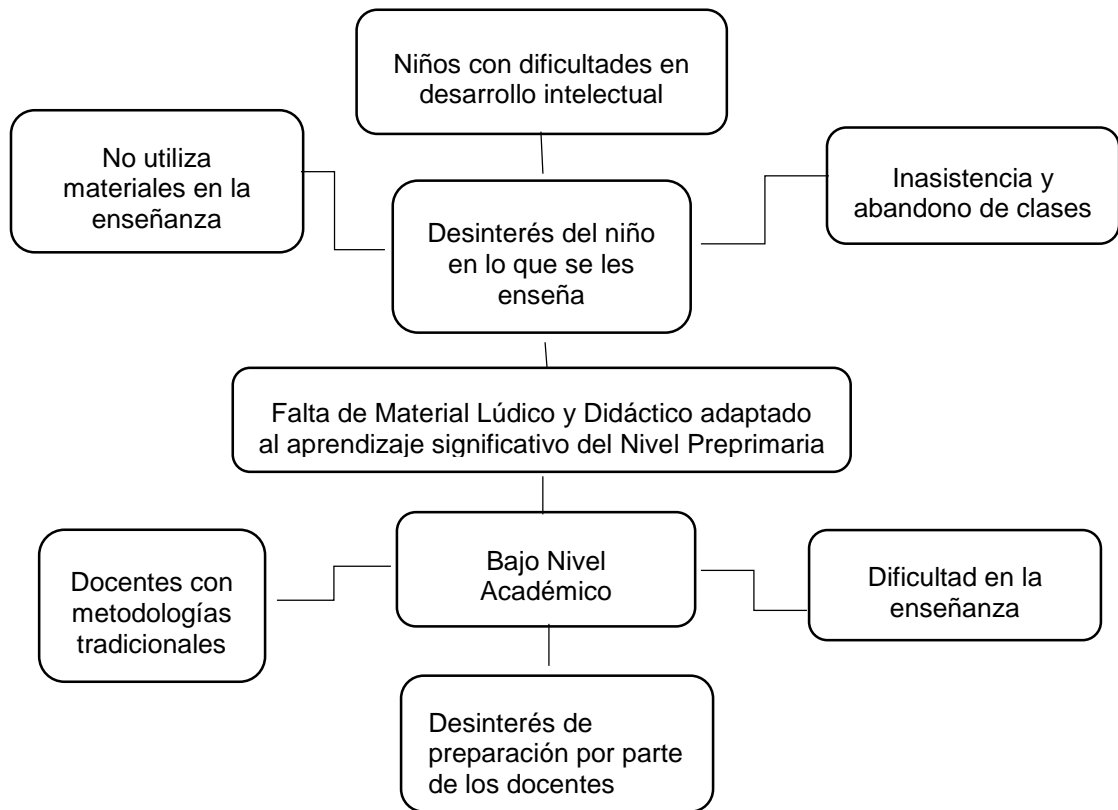 Niños con dificultades en
desarrollo intelectual
No utiliza
materiales en la
enseñanza
Inasistencia y
abandono de clases
Desinterés del niño
en lo que se les
enseña
Falta de Material Lúdico y Didáctico adaptado
al aprendizaje significativo del Nivel Preprimaria
Bajo Nivel
Académico
Docentes con
metodologías
tradicionales
Dificultad en la
enseñanza
Desinterés de
preparación por parte
de los docentes